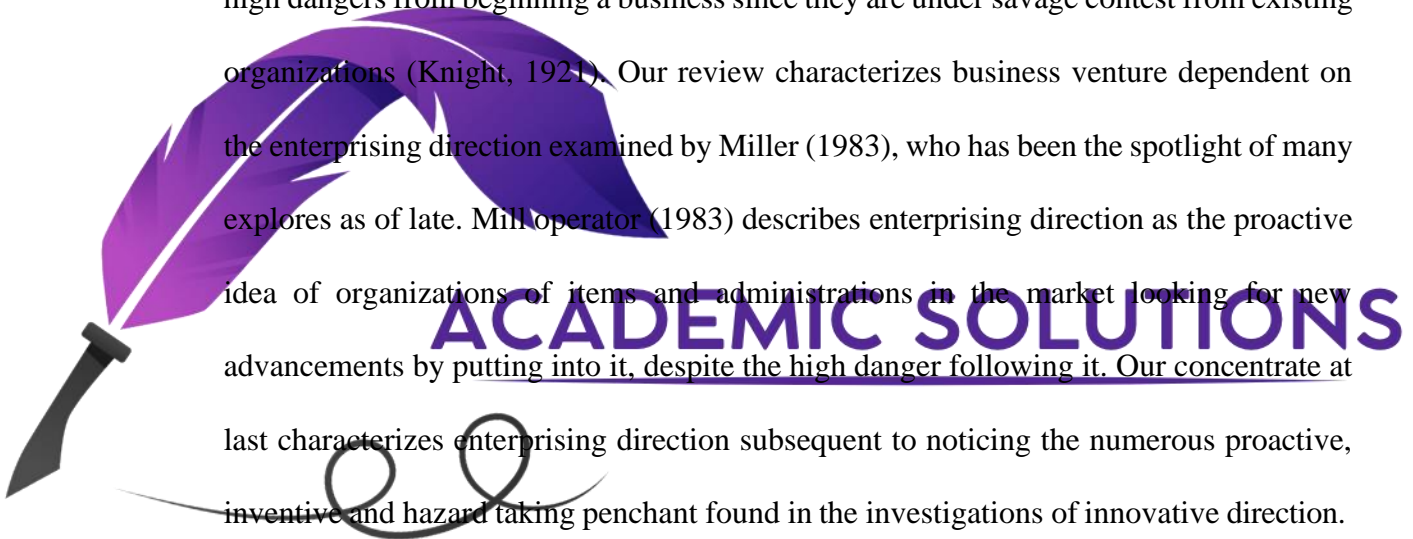 high dangers from beginning a business since they are under savage contest from existing
organizations (Knight, 1921). Our review characterizes business venture dependent on
the enterprising direction examined by Miller (1983), who has been the spotlight of many
explores as of late. Mill operator (1983) describes enterprising direction as the proactive
idea of organizations of items and administrations in the market looking for new
ACADEMIC SOLUTIONS
advancements by putting into it, despite the high danger following it. Our concentrate at
last characterizes enterprising direction subsequent to noticing the numerous proactive,
inventive and hazard taking penchant found in the investigations of innovative direction.